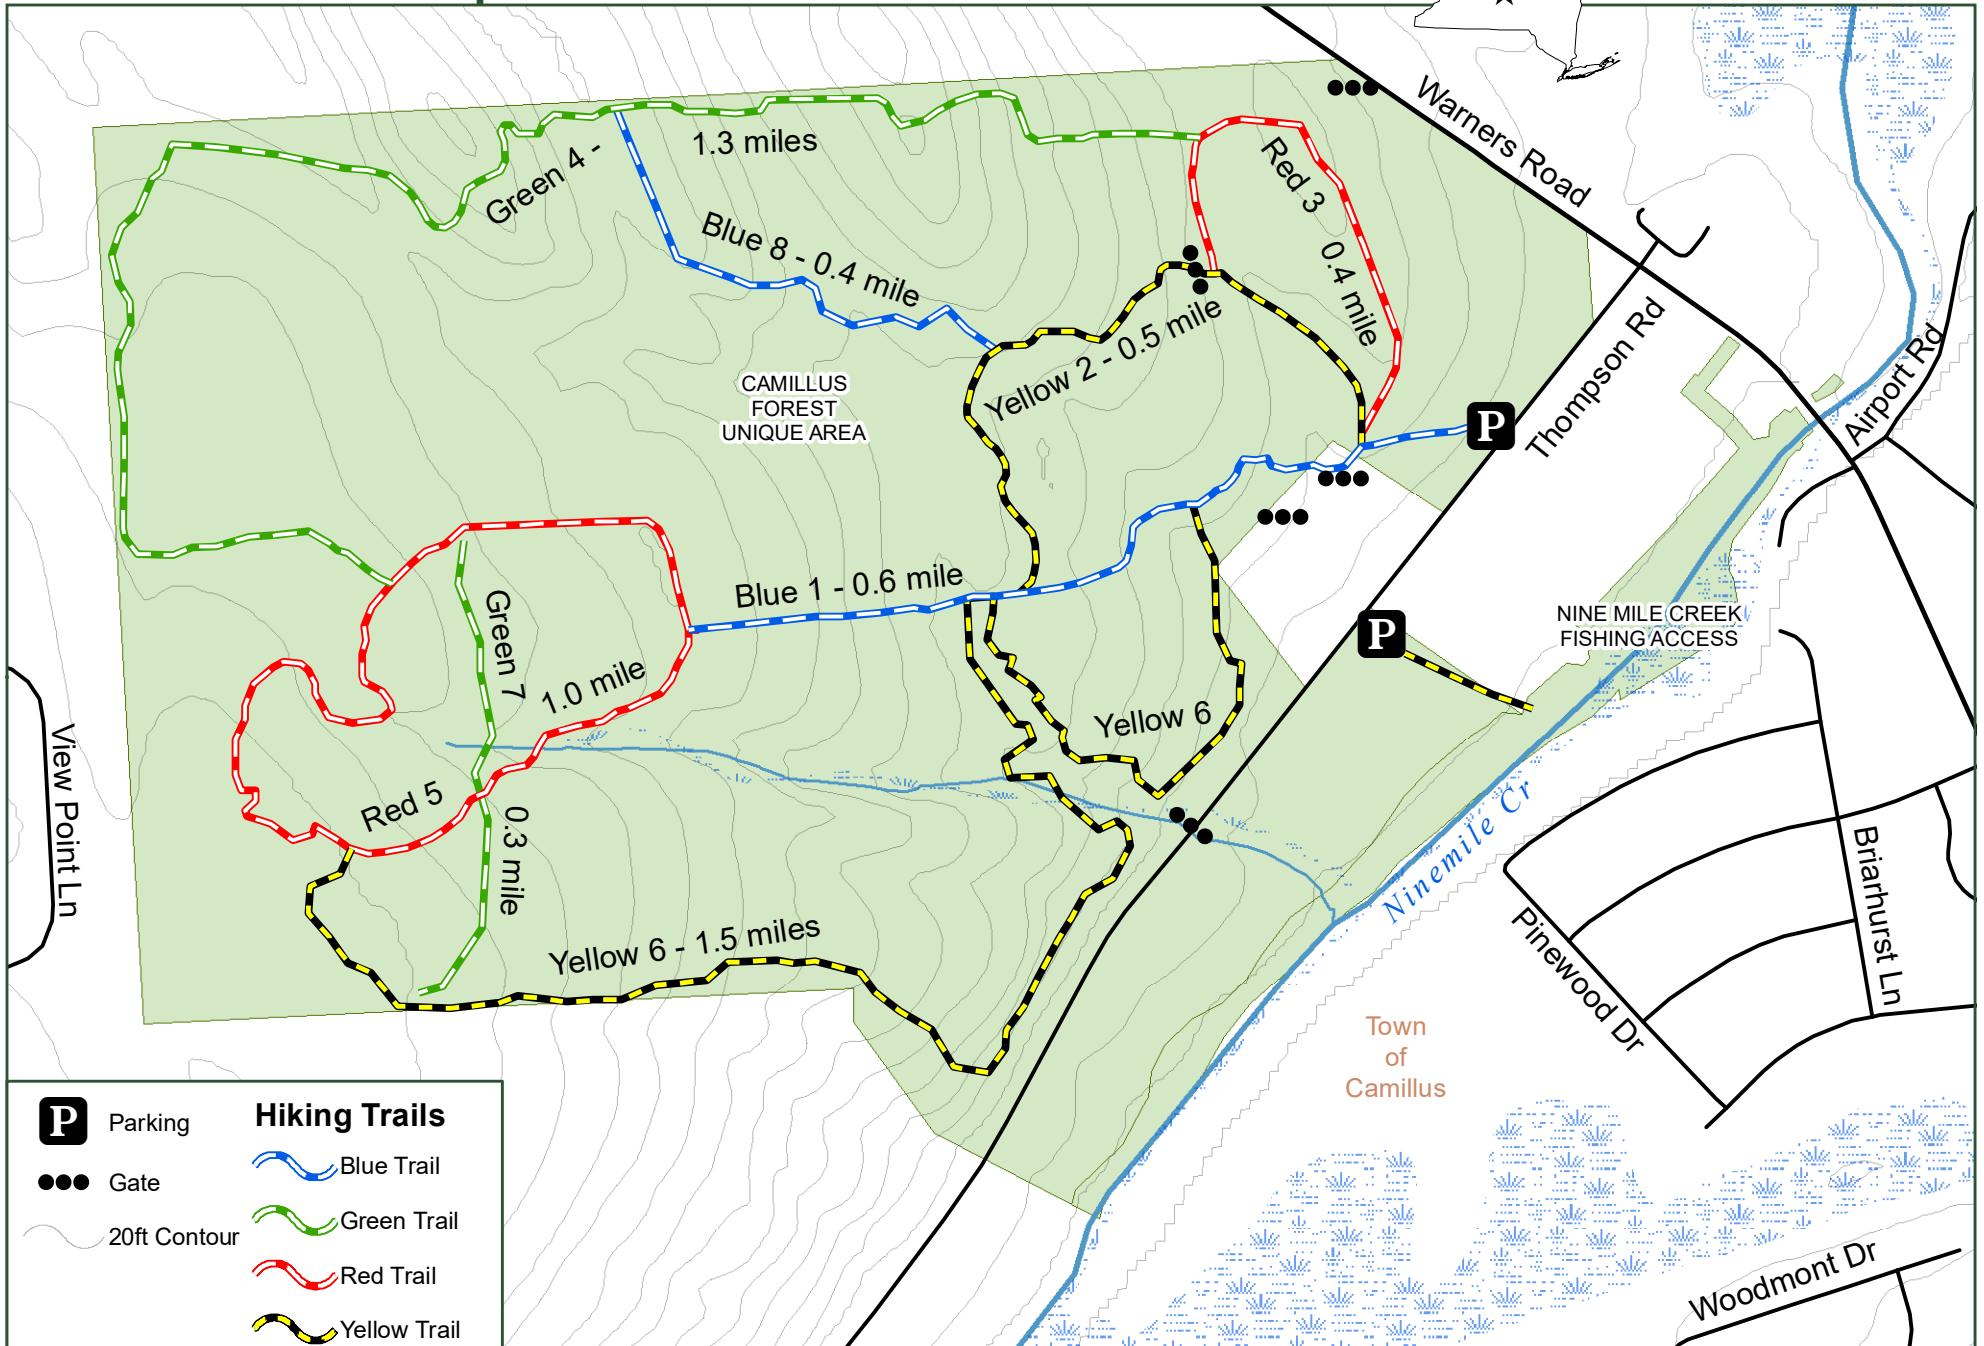 Warners Road
1.3 miles
Green 4 -
Red 3
0.4 mile
Blue 8 - 0.4 mile
Yellow 2 - 0.5 mile
Thompson Rd
Airport Rd
CAMILLUS
FOREST
UNIQUE AREA
P
Blue 1 - 0.6 mile
Green 7
0.3 mile
NINE MILE CREEK
FISHING ACCESS
P
1.0 mile
Red 5
Yellow 6
View Point Ln
Ninemile Cr
Yellow 6 - 1.5 miles
Pinewood Dr
Briarhurst Ln
Town
of
Camillus
Woodmont Dr
P Parking
Gate
20ft Contour
Hiking Trails
Blue Trail
Green Trail
Red Trail
Yellow Trail